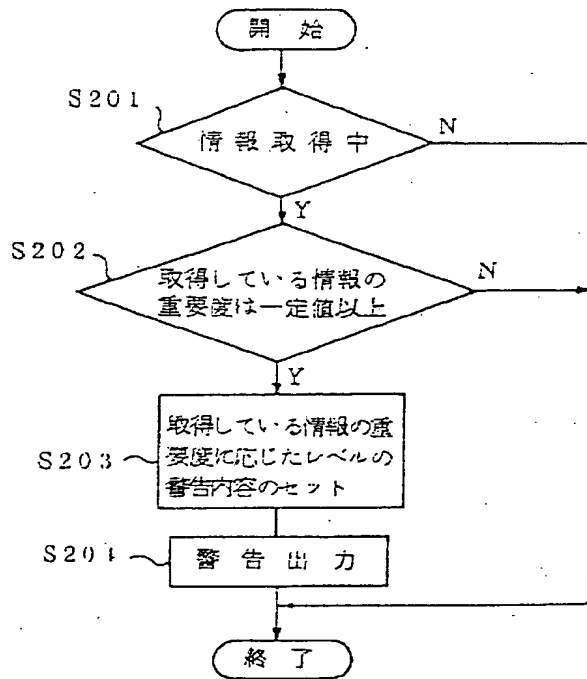 開始
S201
情報取得中
N
Y
S202
取得している情報の
重要度は一定値以上
N
Y
S203
取得している情報の重
要度に応じたレベルの
警告内容のセット
S204
警告出力
終了